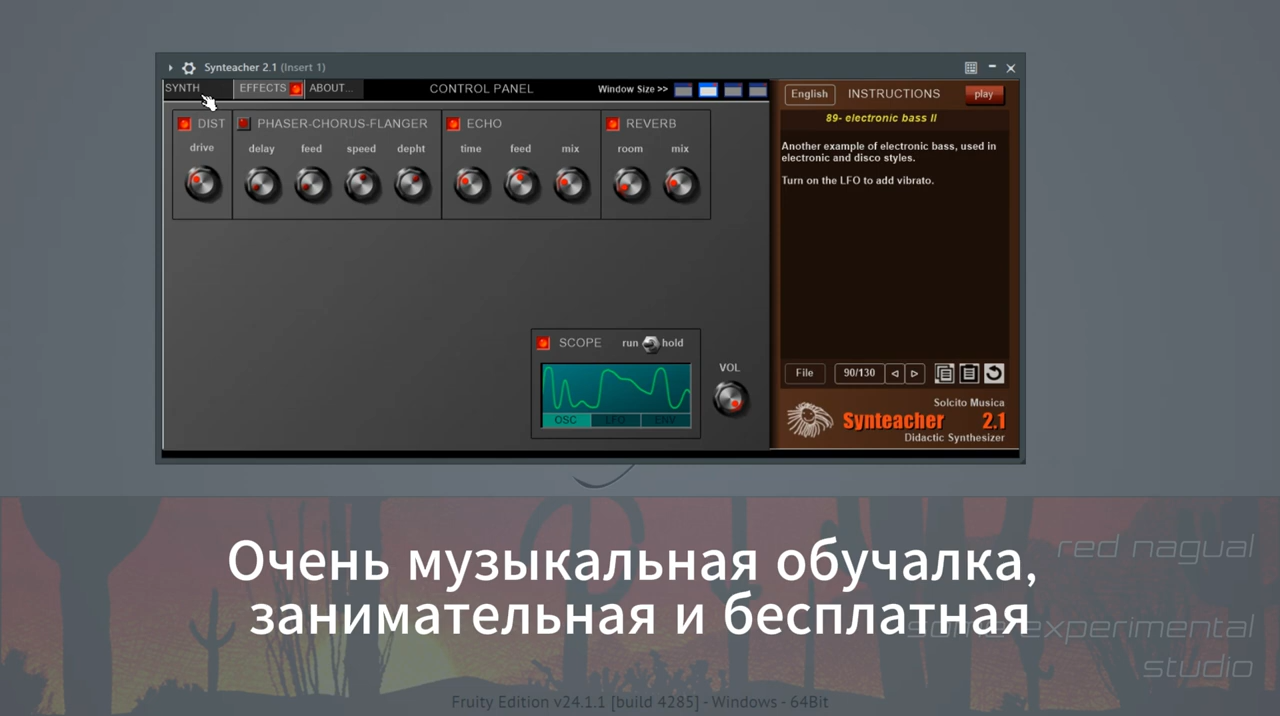 Synteacher 2.1 (Insert 1)
SYNTH
EFFECTS
ABOUT...
CONTROL PANEL
Window Size >>
English
INSTRUCTIONS
play
89- electronic bass II
Another example of electronic bass, used in
electronic and disco styles.
Turn on the LFO to add vibrato.
DIST
PHASER-CHORUS-FLANGER
ECHO
REVERB
drive
delay
feed
speed
depht
time
feed
mix
room
mix
SCOPE
run
hold
OSC
LFO
ENV
VOL
File
90/130
Solcito Musica
Synteacher 2.1
Didactic Synthesizer
Очень музыкальная обучалка,
занимательная и бесплатная
red nagual
some experimental
studio
Fruity Edition v24.1.1 [build 4285] - Windows - 64Bit